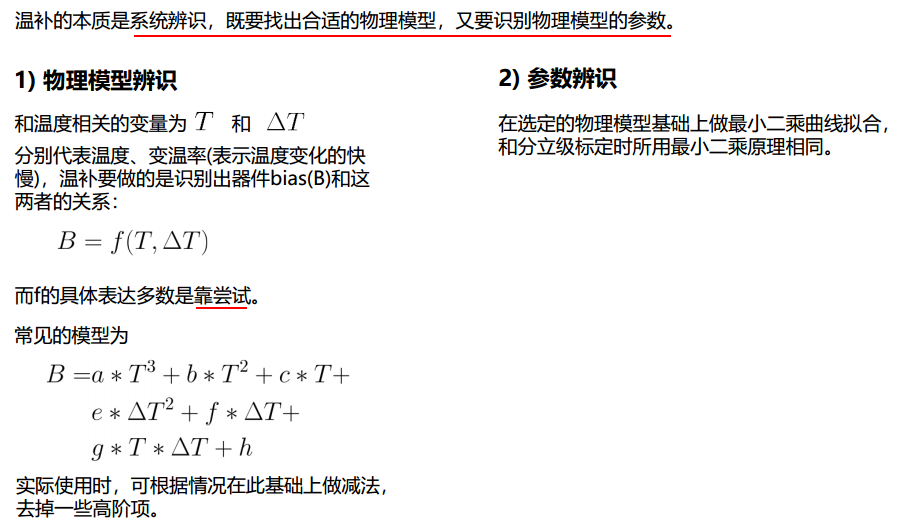 温补的本质是系统辨识，既要找出合适的物理模型，又要识别物理模型的参数。
1) 物理模型辨识
和温度相关的变量为 T 和 ΔT
分别代表温度、变温率(表示温度变化的快
慢)，温补要做的是识别出器件bias(B)和这
两者的关系：
B = f(T, ΔT)
而f的具体表达多数是靠尝试。
常见的模型为
B =a * T³ + b * T² + c * T+
e * ΔT² + f * ΔT+
g * T * ΔT + h
实际使用时，可根据情况在此基础上做减法，
去掉一些高阶项。
2) 参数辨识
在选定的物理模型基础上做最小二乘曲线拟合，
和分立级标定时所用最小二乘原理相同。